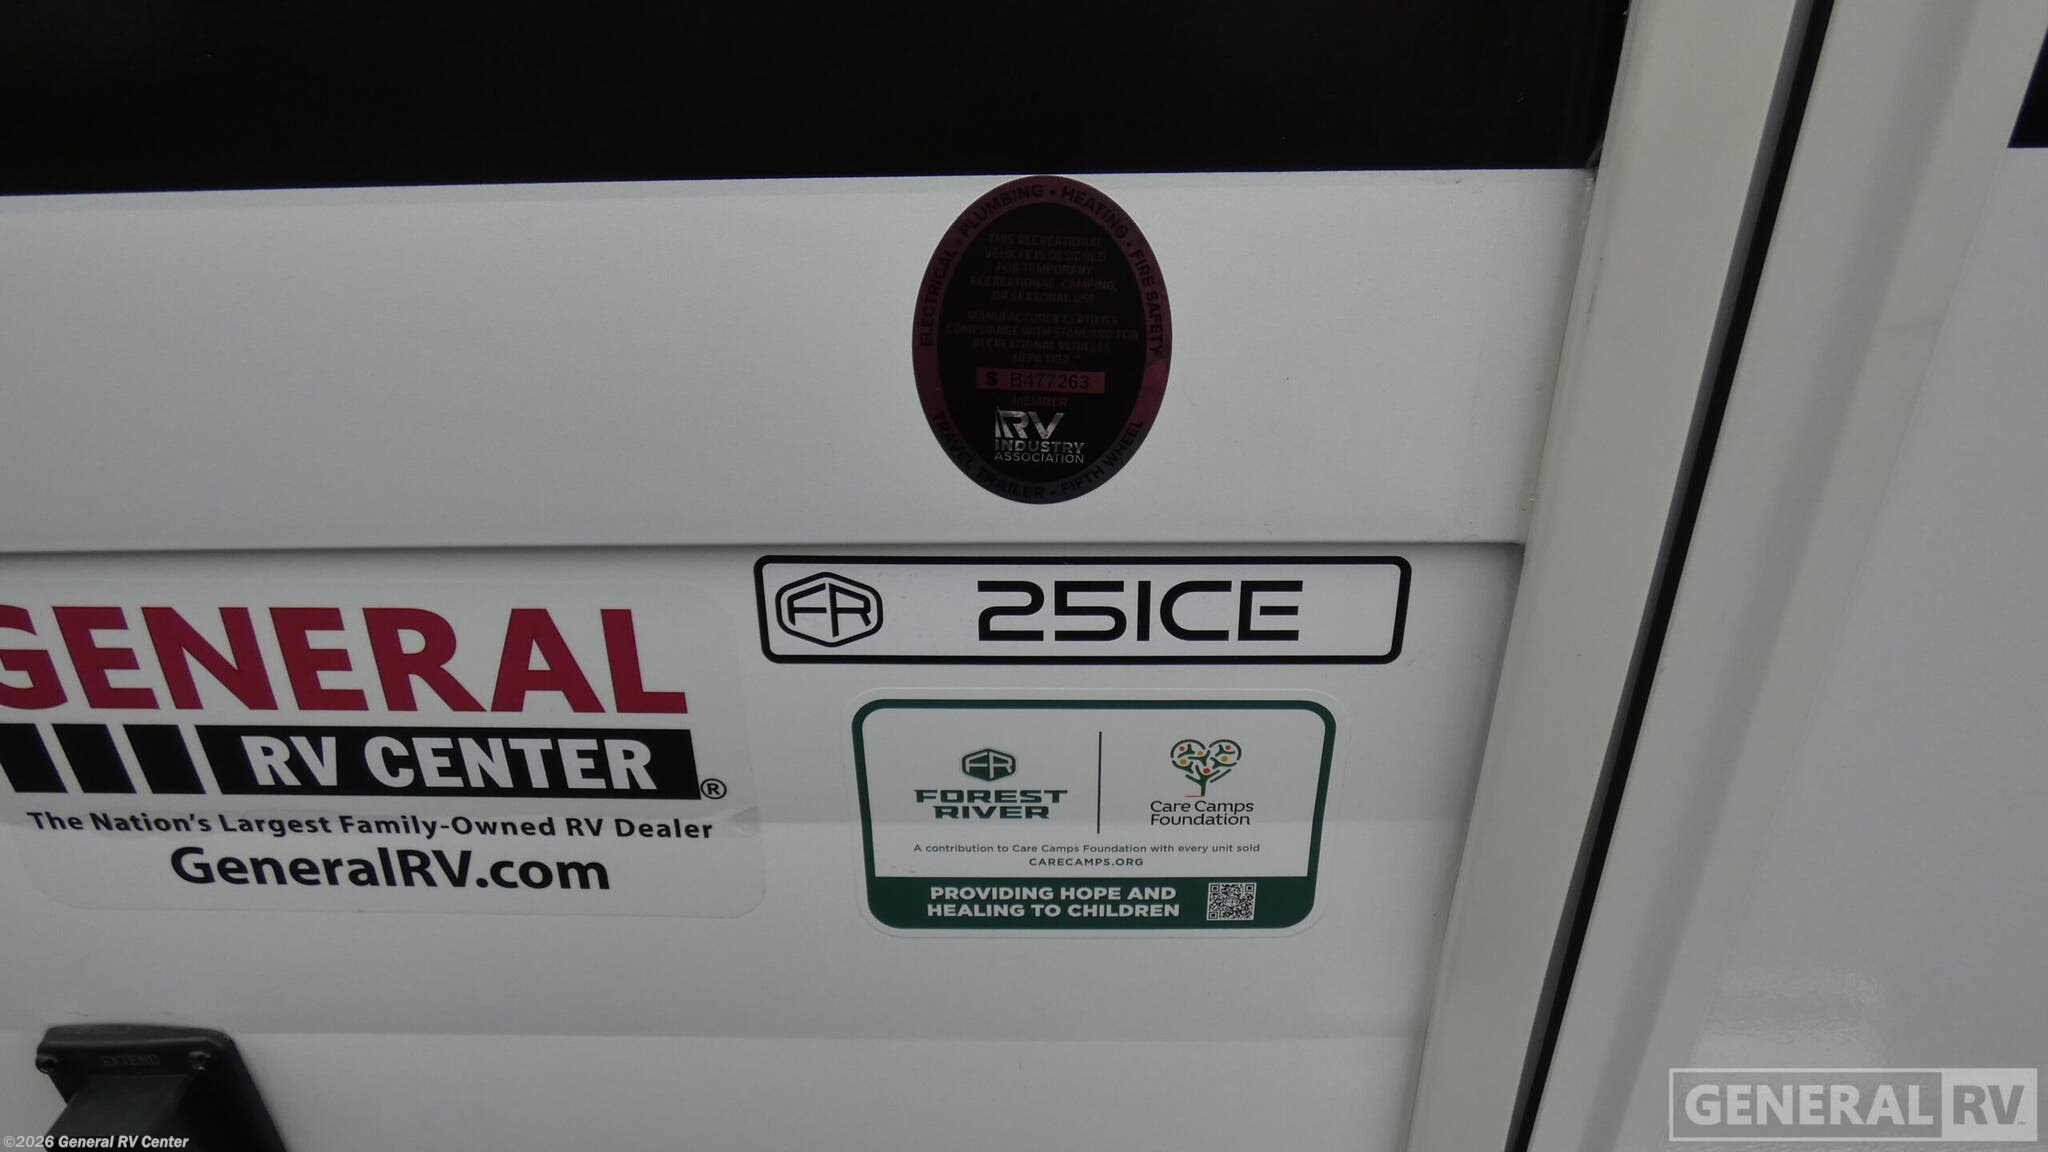 ELECTRICAL • PLUMBING • HEATING • FIRE SAFETY
THIS RECREATIONAL
VEHICLE IS DESIGNED
FOR TEMPORARY
RECREATIONAL, CAMPING,
OR SEASONAL USE
MANUFACTURER CERTIFIES
COMPLIANCE WITH STANDARD FOR
RECREATIONAL VEHICLES
NFPA 1192
B477263
MEMBER
RV
INDUSTRY
ASSOCIATION
TRAVEL TRAILER • FIFTH WHEEL
FR 25ICE
GENERAL
RV CENTER®
The Nation's Largest Family-Owned RV Dealer
GeneralRV.com
FR
FOREST
RIVER
Care Camps
Foundation
A contribution to Care Camps Foundation with every unit sold
CARECAMPS.ORG
PROVIDING HOPE AND
HEALING TO CHILDREN
EXTEND
©2026 General RV Center
GENERAL RV